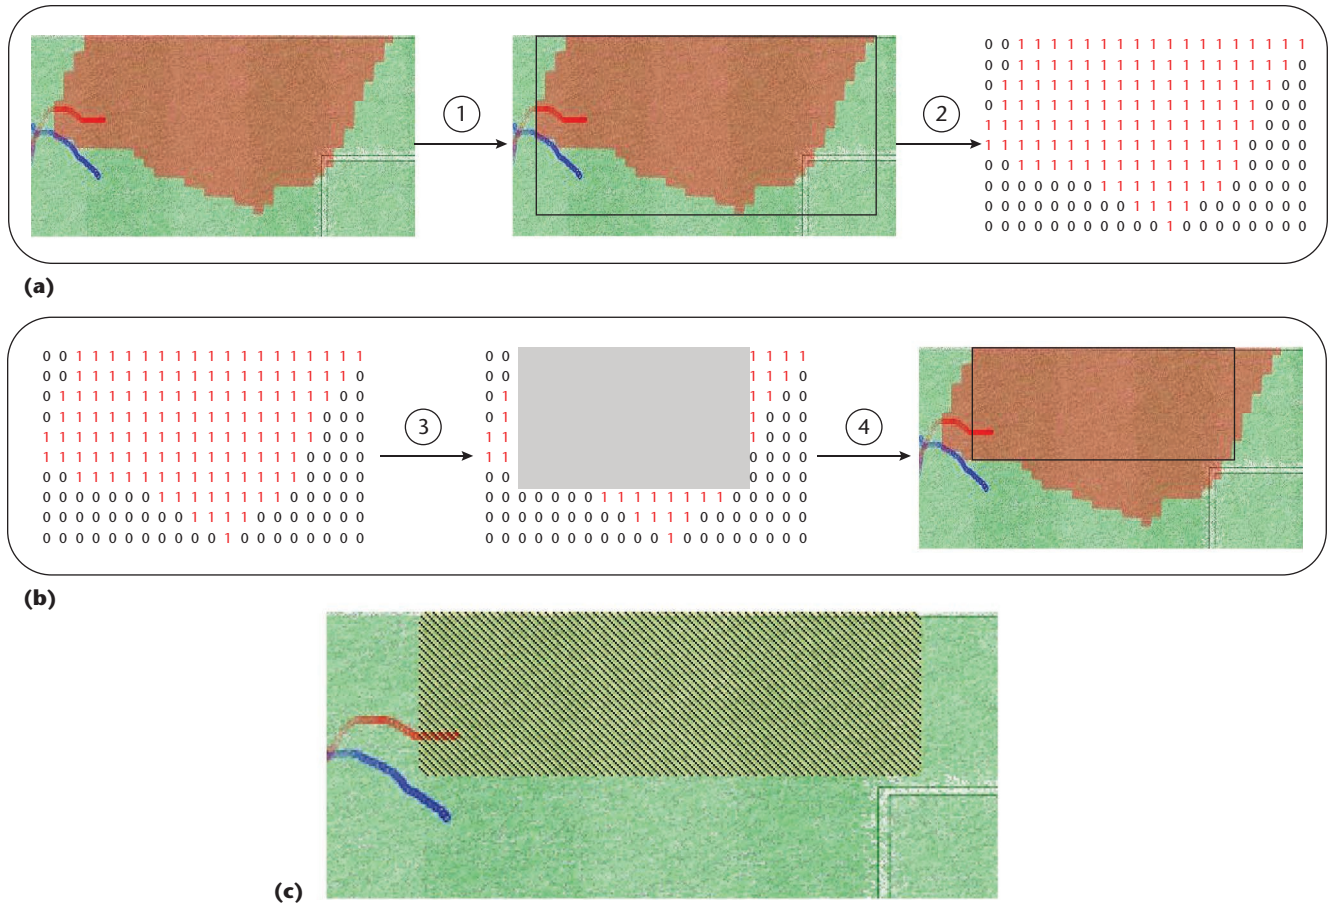 1
2
0 0 1 1 1 1 1 1 1 1 1 1 1 1 1 1 1 1 1 1
0 0 1 1 1 1 1 1 1 1 1 1 1 1 1 1 1 1 1 0
0 1 1 1 1 1 1 1 1 1 1 1 1 1 1 1 1 1 0 0
0 1 1 1 1 1 1 1 1 1 1 1 1 1 1 1 1 0 0 0
1 1 1 1 1 1 1 1 1 1 1 1 1 1 1 1 1 0 0 0
1 1 1 1 1 1 1 1 1 1 1 1 1 1 1 1 0 0 0 0
0 0 1 1 1 1 1 1 1 1 1 1 1 1 1 1 0 0 0 0
0 0 0 0 0 0 0 1 1 1 1 1 1 1 1 0 0 0 0 0
0 0 0 0 0 0 0 0 0 1 1 1 1 0 0 0 0 0 0 0
0 0 0 0 0 0 0 0 0 0 0 1 0 0 0 0 0 0 0 0
(a)
0 0 1 1 1 1 1 1 1 1 1 1 1 1 1 1 1 1 1 1
0 0 1 1 1 1 1 1 1 1 1 1 1 1 1 1 1 1 1 0
0 1 1 1 1 1 1 1 1 1 1 1 1 1 1 1 1 1 0 0
0 1 1 1 1 1 1 1 1 1 1 1 1 1 1 1 1 0 0 0
1 1 1 1 1 1 1 1 1 1 1 1 1 1 1 1 1 0 0 0
1 1 1 1 1 1 1 1 1 1 1 1 1 1 1 1 0 0 0 0
0 0 1 1 1 1 1 1 1 1 1 1 1 1 1 1 0 0 0 0
0 0 0 0 0 0 0 1 1 1 1 1 1 1 1 0 0 0 0 0
0 0 0 0 0 0 0 0 0 1 1 1 1 0 0 0 0 0 0 0
0 0 0 0 0 0 0 0 0 0 0 1 0 0 0 0 0 0 0 0
3
0 0 1 1 1 1
0 0 1 1 1 0
0 1 1 1 0 0
0 1 1 0 0 0
1 1 1 0 0 0
1 1 0 0 0 0
0 0 0 0 0 0
0 0 0 0 0 0 0 1 1 1 1 1 1 1 1 0 0 0 0 0
0 0 0 0 0 0 0 0 0 1 1 1 1 0 0 0 0 0 0 0
0 0 0 0 0 0 0 0 0 0 0 1 0 0 0 0 0 0 0 0
4
(b)
(c)